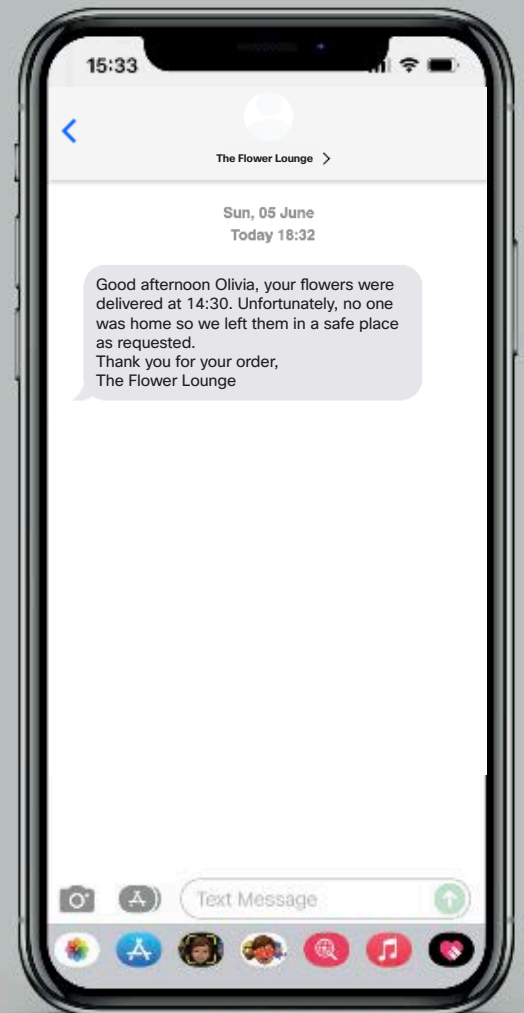 15:33
The Flower Lounge
Sun, 05 June
Today 18:32
Good afternoon Olivia, your flowers were
delivered at 14:30. Unfortunately, no one
was home so we left them in a safe place
as requested.
Thank you for your order,
The Flower Lounge
Text Message